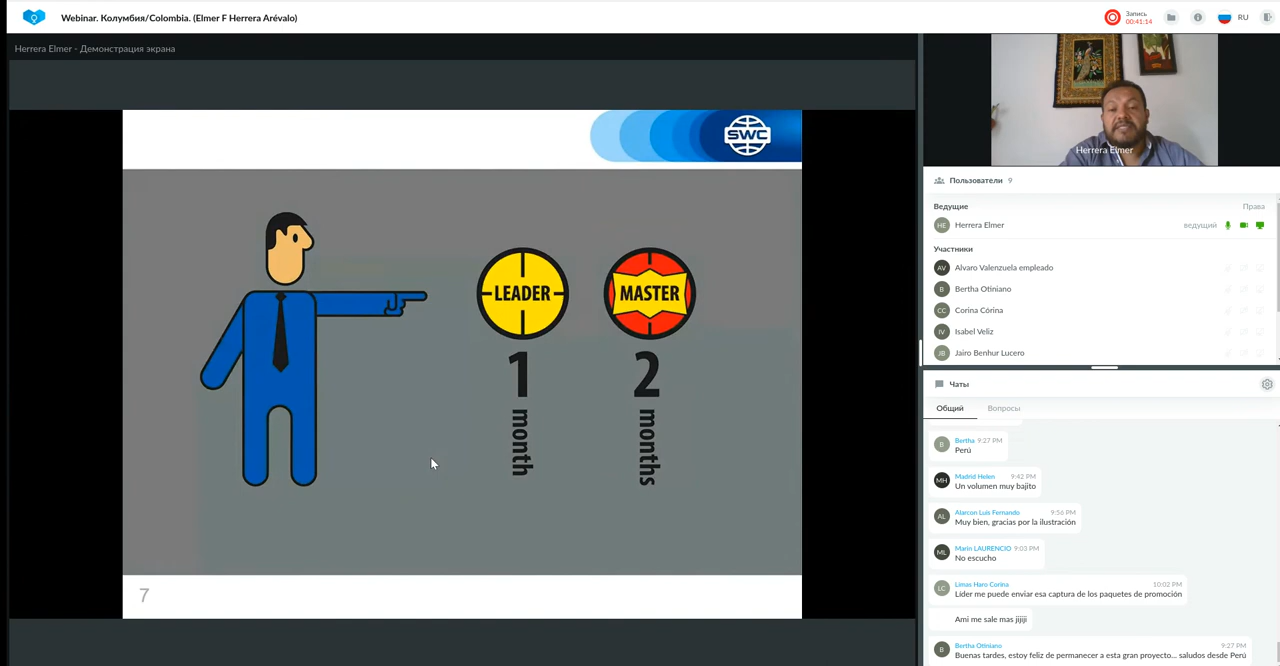 Webinar. Колумбия/Colombia. (Elmer F Herrera Arévalo)
Запись
00:41:14
RU
Herrera Elmer - Демонстрация экрана
SWC
LEADER
MASTER
1
2
month
months
7
Herrera Elmer
Пользователи 9
Ведущие
Права
HE
Herrera Elmer
ведущий
Участники
AV
Alvaro Valenzuela empleado
B
Bertha Otiniano
CC
Corina Córina
IV
Isabel Veliz
JB
Jairo Benhur Lucero
Чаты
Общий
Вопросы
B
Bertha 9:27 PM
Perú
MH
Madrid Helen 9:42 PM
Un volumen muy bajito
AL
Alarcon Luis Fernando 9:56 PM
Muy bien, gracias por la ilustración
ML
Marin LAURENCIO 9:03 PM
No escucho
LC
Limas Haro Corina 10:02 PM
Líder me puede enviar esa captura de los paquetes de promoción
Ami me sale mas jijiji
B
Bertha Otiniano 9:27 PM
Buenas tardes, estoy feliz de permanecer a esta gran proyecto... saludos desde Perú